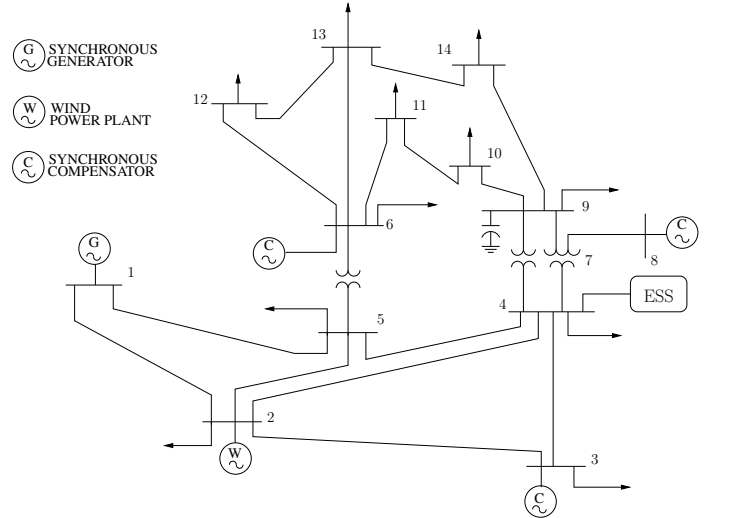 13
14
G SYNCHRONOUS
GENERATOR
12
11
W WIND
POWER PLANT
10
C SYNCHRONOUS
COMPENSATOR
9
6
C
G
C
7
8
1
4
ESS
5
2
W
3
C